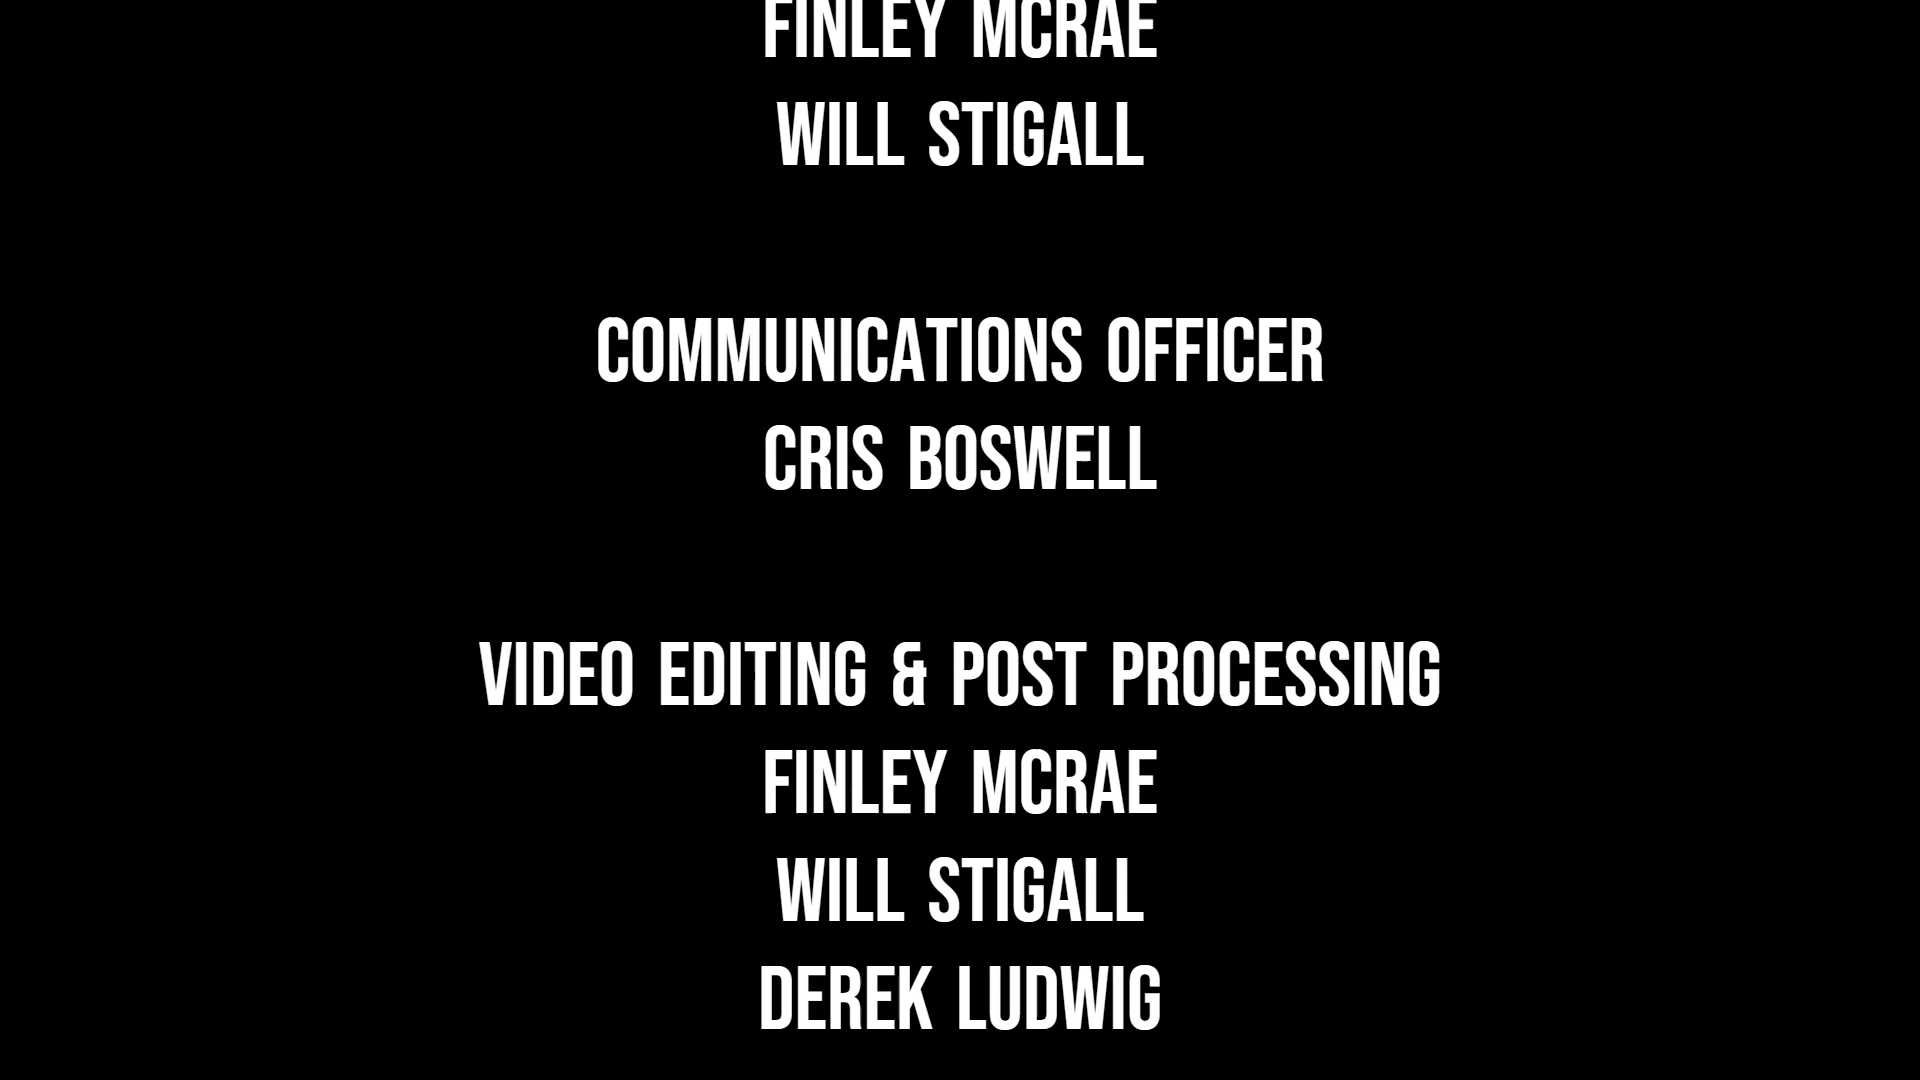 FINLEY MCRAE
WILL STIGALL
COMMUNICATIONS OFFICER
CRIS BOSWELL
VIDEO EDITING & POST PROCESSING
FINLEY MCRAE
WILL STIGALL
DEREK LUDWIG